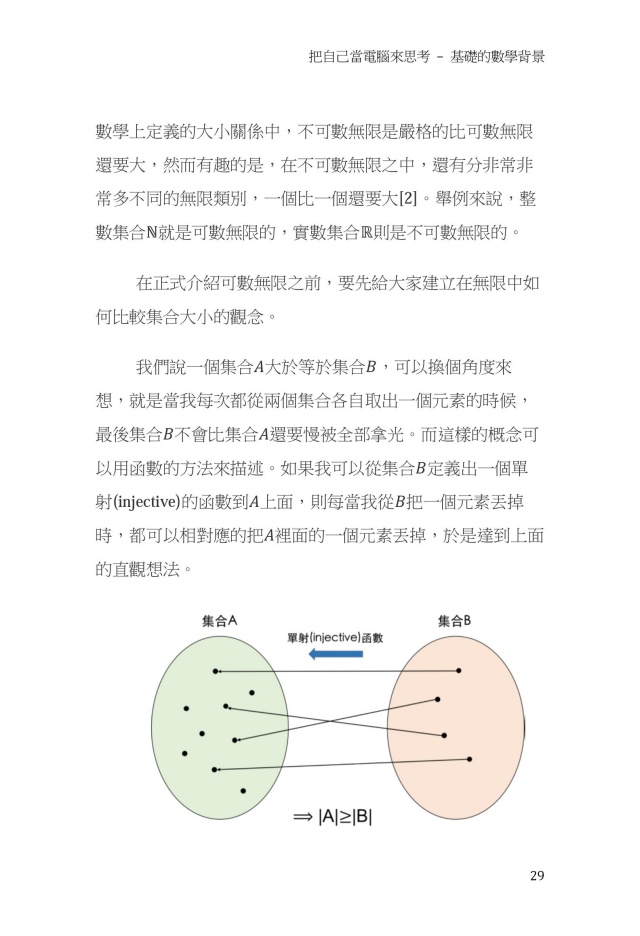 把自己當電腦來思考 – 基礎的數學背景
數學上定義的大小關係中，不可數無限是嚴格的比可數無限
還要大，然而有趣的是，在不可數無限之中，還有分非常非
常多不同的無限類別，一個比一個還要大[2]。舉例來說，整
數集合ℕ就是可數無限的，實數集合ℝ則是不可數無限的。
在正式介紹可數無限之前，要先給大家建立在無限中如
何比較集合大小的觀念。
我們說一個集合A大於等於集合B，可以換個角度來
想，就是當我每次都從兩個集合各自取出一個元素的時候，
最後集合B不會比集合A還要慢被全部拿光。而這樣的概念可
以用函數的方法來描述。如果我可以從集合B定義出一個單
射(injective)的函數到A上面，則每當我從B把一個元素丟掉
時，都可以相對應的把A裡面的一個元素丟掉，於是達到上面
的直觀想法。
集合A
集合B
單射(injective)函數
⟹ |A|≥|B|
29